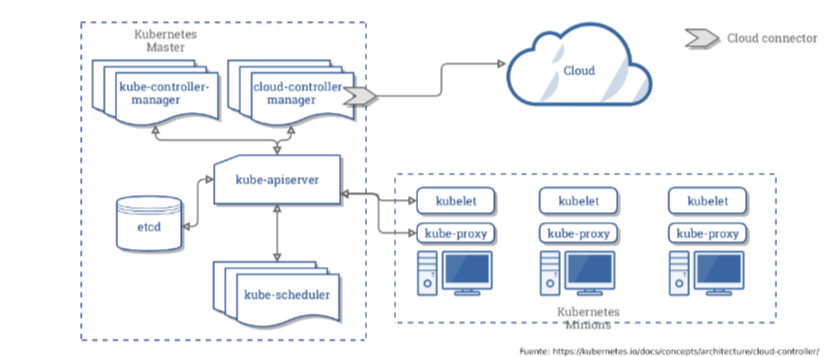 Kubernetes
Master
Cloud connector
kube-controller-
manager
cloud-controller
manager
Cloud
kube-apiserver
etcd
kube-scheduler
kubelet
kubelet
kubelet
kube-proxy
kube-proxy
kube-proxy
Kubernetes
Minions
Fuente: https://kubernetes.io/docs/concepts/architecture/cloud-controller/